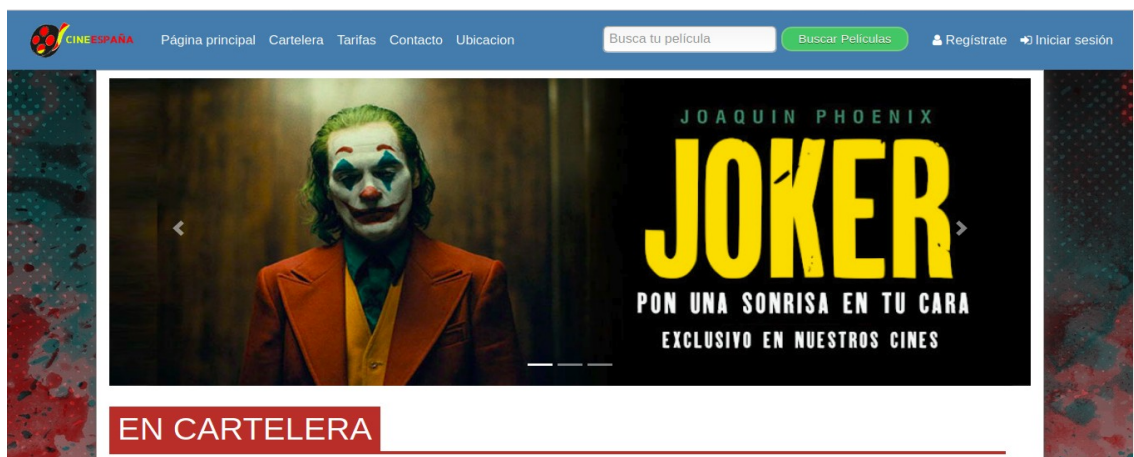 CINEESPAÑA Página principal Cartelera Tarifas Contacto Ubicacion Busca tu película Buscar Películas Regístrate Iniciar sesión
JOAQUIN PHOENIX
JOKER
PON UNA SONRISA EN TU CARA
EXCLUSIVO EN NUESTROS CINES
EN CARTELERA